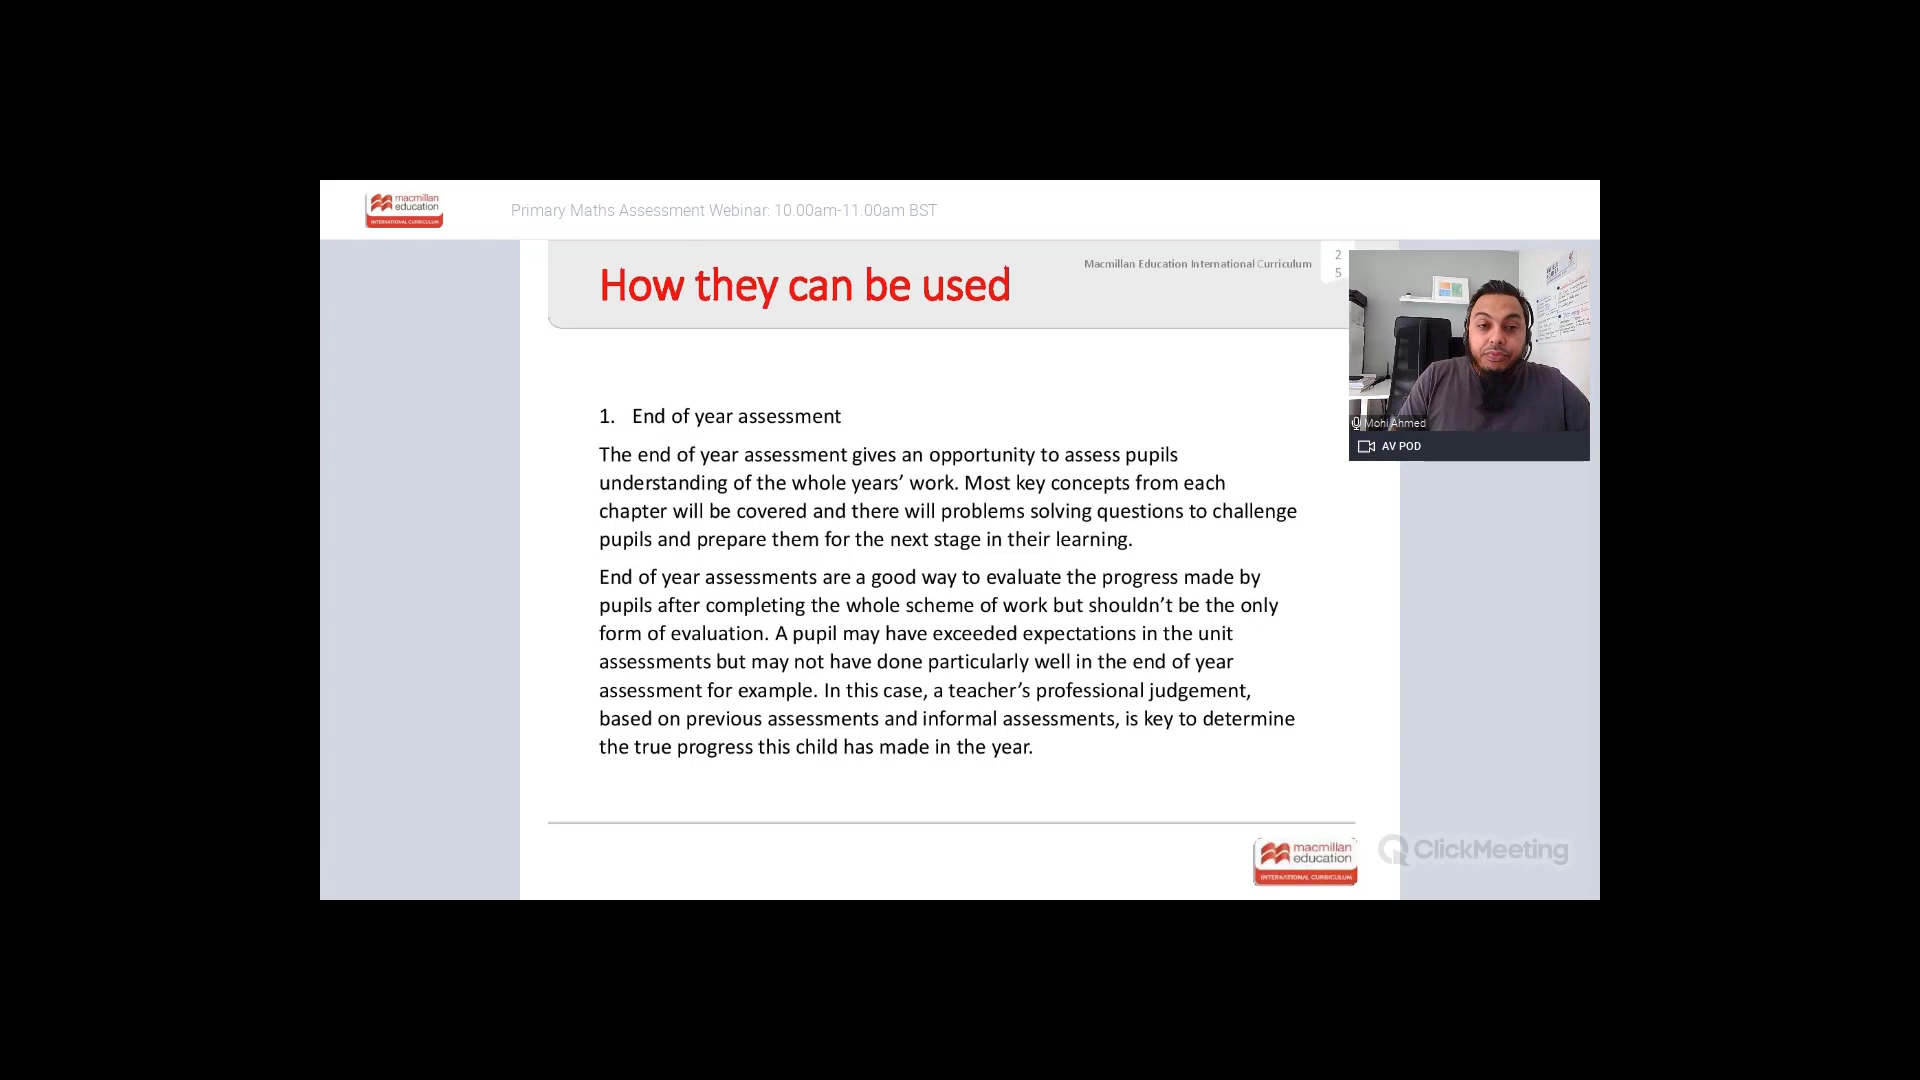 macmillan
education
INTERNATIONAL CURRICULUM
Primary Maths Assessment Webinar: 10.00am-11.00am BST
How they can be used
Macmillan Education International Curriculum
2
5
Mohi Ahmed
AV POD
1. End of year assessment
The end of year assessment gives an opportunity to assess pupils
understanding of the whole years’ work. Most key concepts from each
chapter will be covered and there will problems solving questions to challenge
pupils and prepare them for the next stage in their learning.
End of year assessments are a good way to evaluate the progress made by
pupils after completing the whole scheme of work but shouldn’t be the only
form of evaluation. A pupil may have exceeded expectations in the unit
assessments but may not have done particularly well in the end of year
assessment for example. In this case, a teacher’s professional judgement,
based on previous assessments and informal assessments, is key to determine
the true progress this child has made in the year.
macmillan
education
INTERNATIONAL CURRICULUM
ClickMeeting